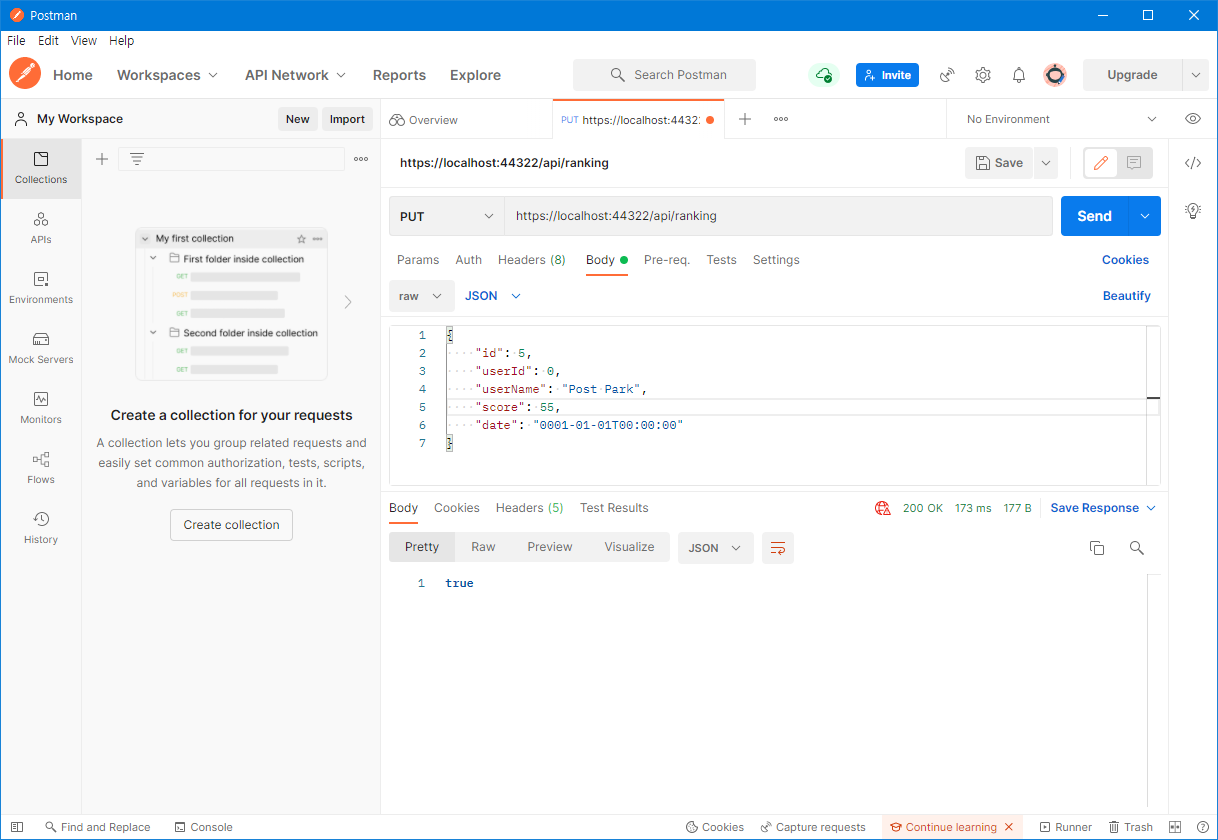 Postman
File Edit View Help
Home Workspaces API Network Reports Explore Search Postman Invite Upgrade
My Workspace New Import Overview PUT https://localhost:4432 No Environment
Collections
APIs
Environments
Mock Servers
Monitors
Flows
History
My first collection
First folder inside collection
GET
POST
GET
Second folder inside collection
GET
GET
Create a collection for your requests
A collection lets you group related requests and
easily set common authorization, tests, scripts,
and variables for all requests in it.
Create collection
https://localhost:44322/api/ranking Save
PUT https://localhost:44322/api/ranking Send
Params Auth Headers (8) Body Pre-req. Tests Settings Cookies
raw JSON Beautify
1 {
2 ····"id": 5,
3 ····"userId": 0,
4 ····"userName": "Post Park",
5 ····"score": 55,
6 ····"date": "0001-01-01T00:00:00"
7 }
Body Cookies Headers (5) Test Results 200 OK 173 ms 177 B Save Response
Pretty Raw Preview Visualize JSON
1 true
Find and Replace Console Cookies Capture requests Continue learning Runner Trash